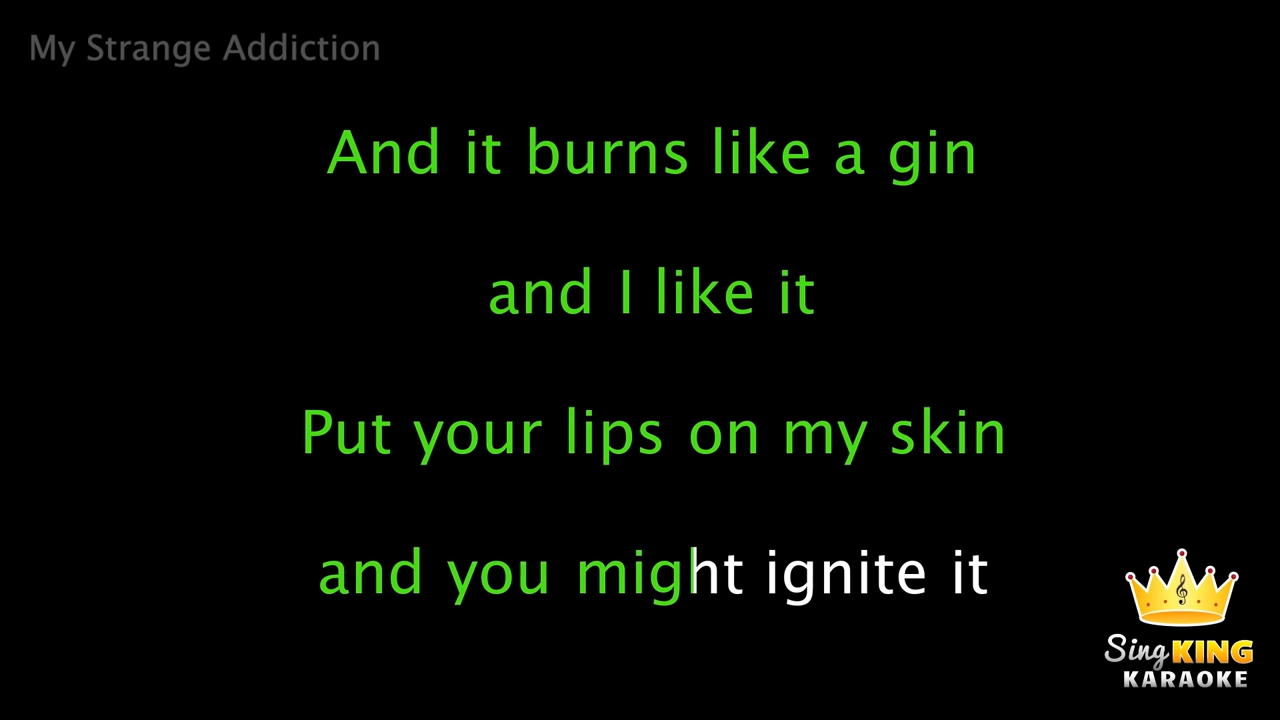 My Strange Addiction
And it burns like a gin
and I like it
Put your lips on my skin
and you might ignite it
Sing KING
KARAOKE